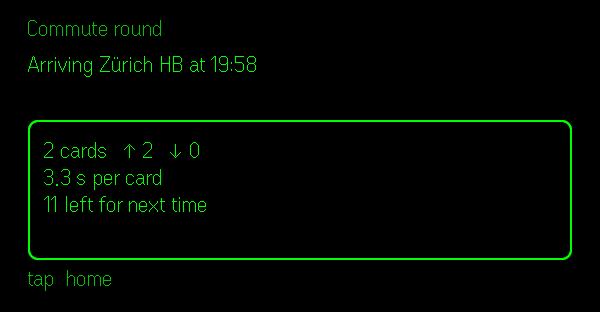 Commute round
Arriving Zürich HB at 19:58
2 cards ↑ 2 ↓ 0
3.3 s per card
11 left for next time
tap home